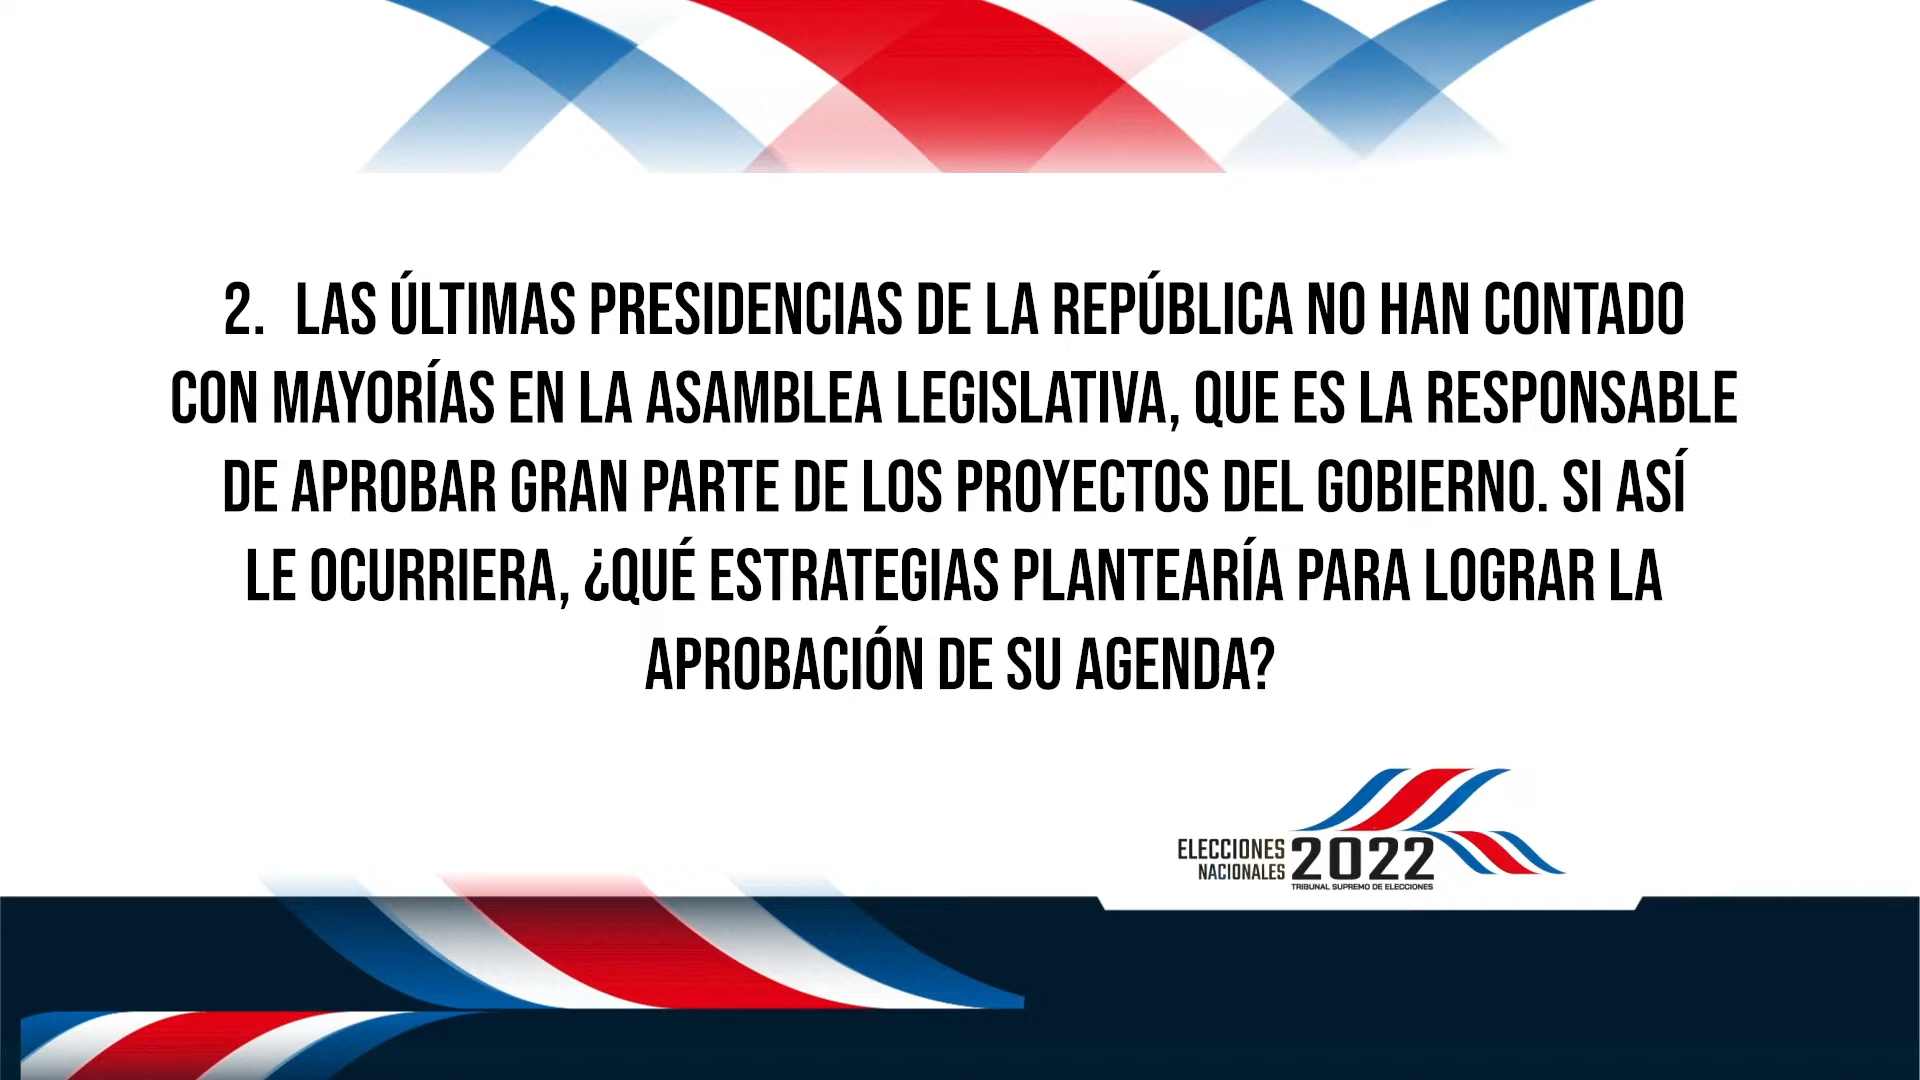 2. LAS ÚLTIMAS PRESIDENCIAS DE LA REPÚBLICA NO HAN CONTADO
CON MAYORÍAS EN LA ASAMBLEA LEGISLATIVA, QUE ES LA RESPONSABLE
DE APROBAR GRAN PARTE DE LOS PROYECTOS DEL GOBIERNO. SI ASÍ
LE OCURRIERA, ¿QUÉ ESTRATEGIAS PLANTEARÍA PARA LOGRAR LA
APROBACIÓN DE SU AGENDA?
ELECCIONES
NACIONALES
2022
TRIBUNAL SUPREMO DE ELECCIONES